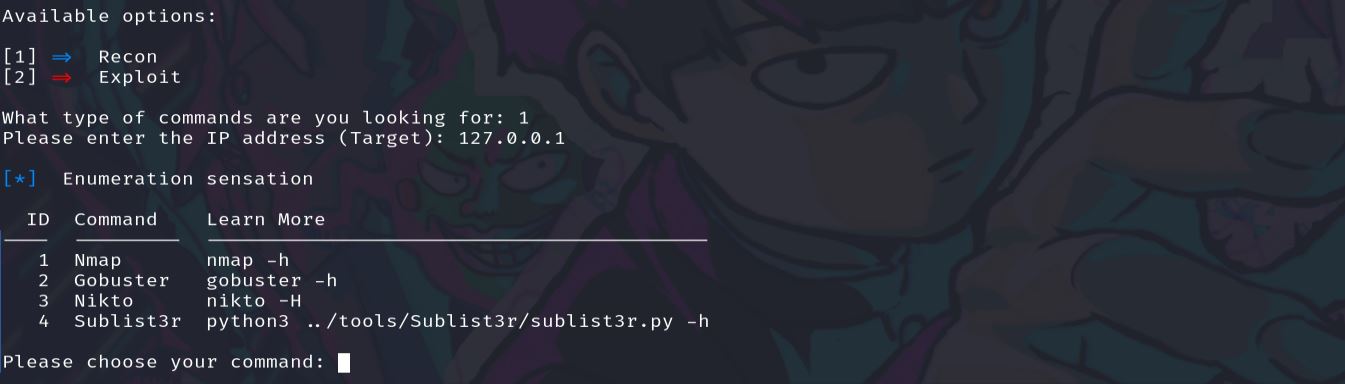 Available options:
[1] ⇒ Recon
[2] ⇒ Exploit
What type of commands are you looking for: 1
Please enter the IP address (Target): 127.0.0.1
[*] Enumeration sensation
ID Command Learn More
1 Nmap nmap -h
2 Gobuster gobuster -h
3 Nikto nikto -H
4 Sublist3r python3 ../tools/Sublist3r/sublist3r.py -h
Please choose your command: